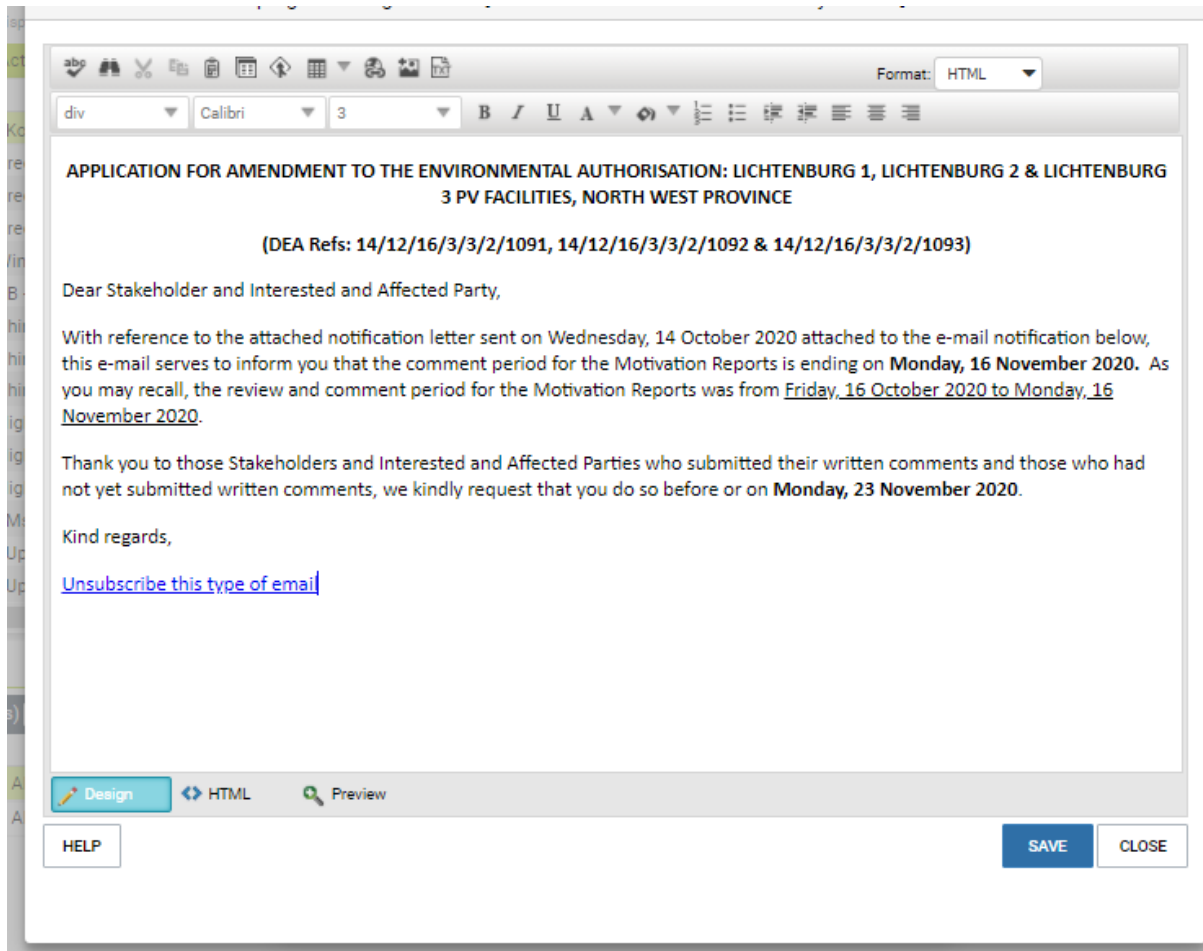 Format: HTML
div Calibri 3 B I U A
APPLICATION FOR AMENDMENT TO THE ENVIRONMENTAL AUTHORISATION: LICHTENBURG 1, LICHTENBURG 2 & LICHTENBURG
3 PV FACILITIES, NORTH WEST PROVINCE
(DEA Refs: 14/12/16/3/3/2/1091, 14/12/16/3/3/2/1092 & 14/12/16/3/3/2/1093)
Dear Stakeholder and Interested and Affected Party,
With reference to the attached notification letter sent on Wednesday, 14 October 2020 attached to the e-mail notification below,
this e-mail serves to inform you that the comment period for the Motivation Reports is ending on Monday, 16 November 2020. As
you may recall, the review and comment period for the Motivation Reports was from Friday, 16 October 2020 to Monday, 16
November 2020.
Thank you to those Stakeholders and Interested and Affected Parties who submitted their written comments and those who had
not yet submitted written comments, we kindly request that you do so before or on Monday, 23 November 2020.
Kind regards,
Unsubscribe this type of email
Design HTML Preview
HELP SAVE CLOSE